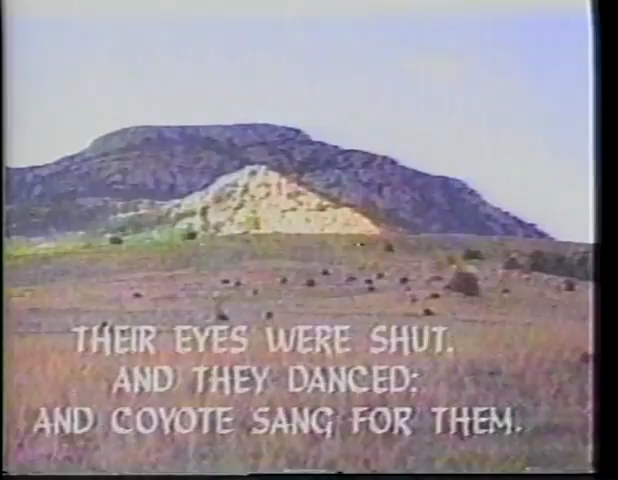 THEIR EYES WERE SHUT.
AND THEY DANCED:
AND COYOTE SANG FOR THEM.